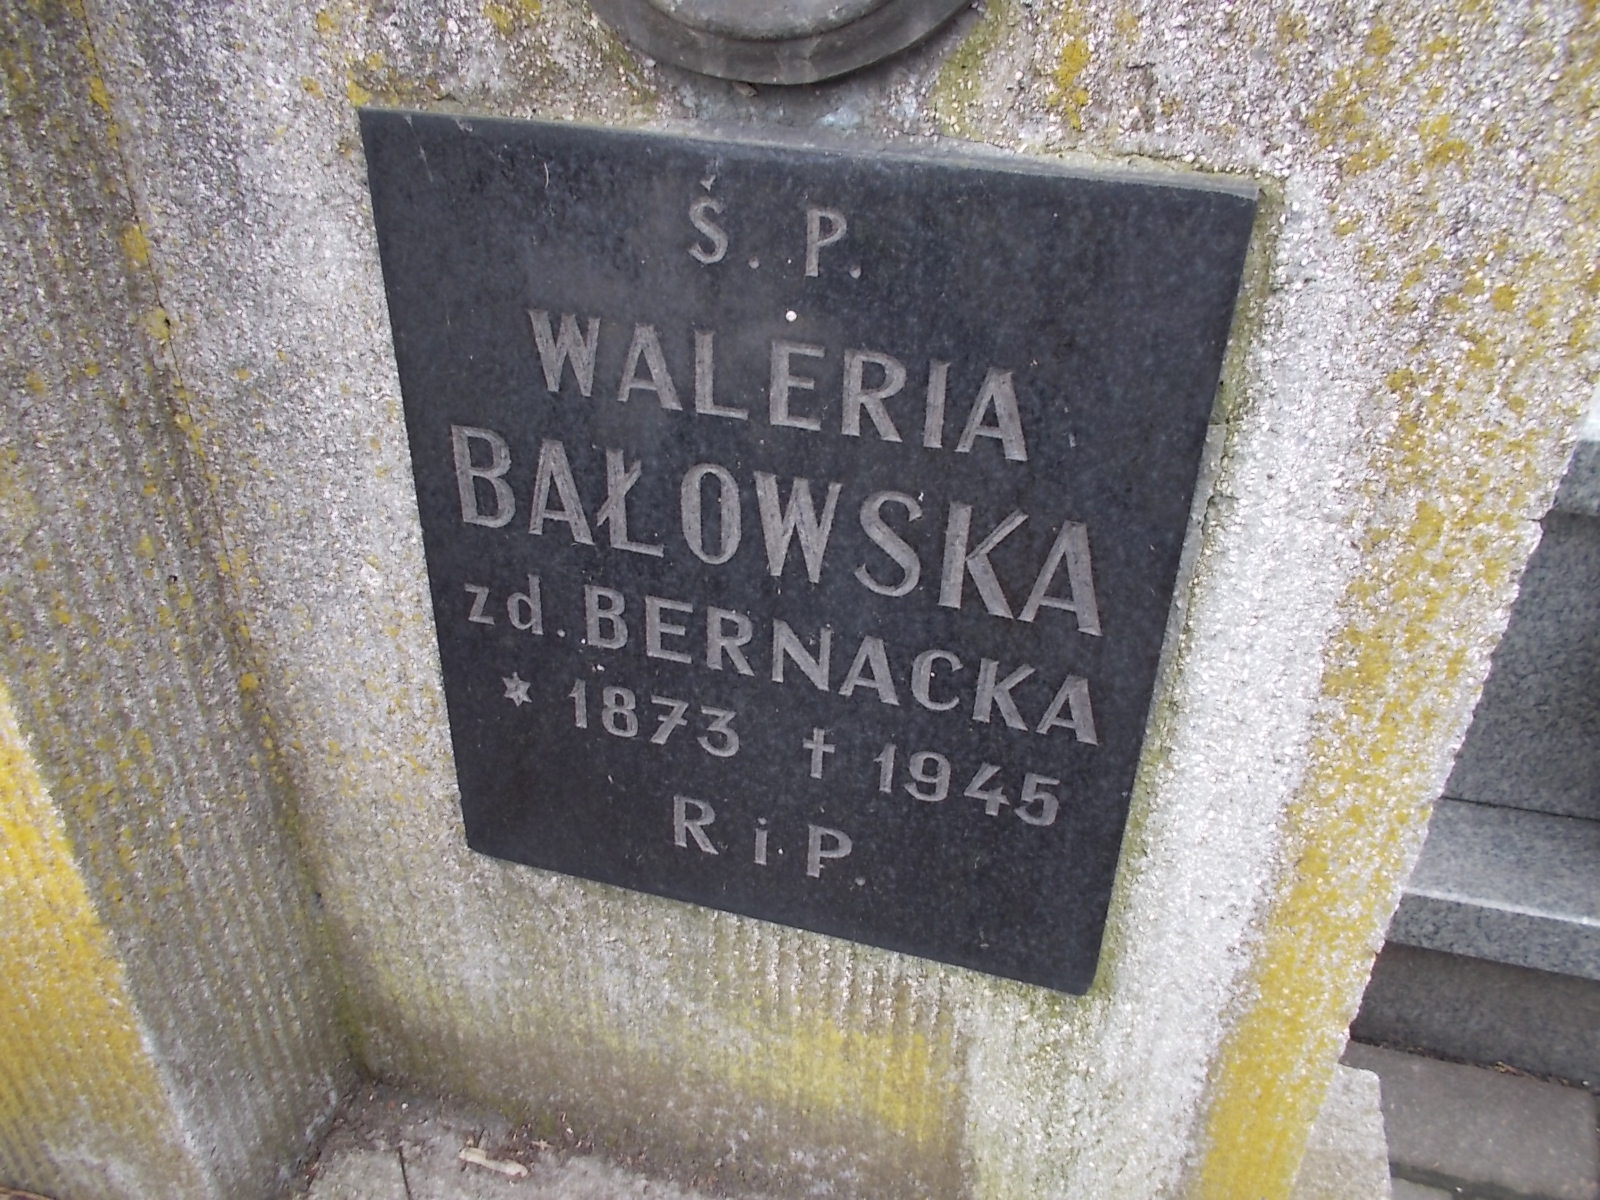 Ś. P.
WALERIA
BAŁOWSKA
zd. BERNACKA
* 1873 † 1945
R i P.